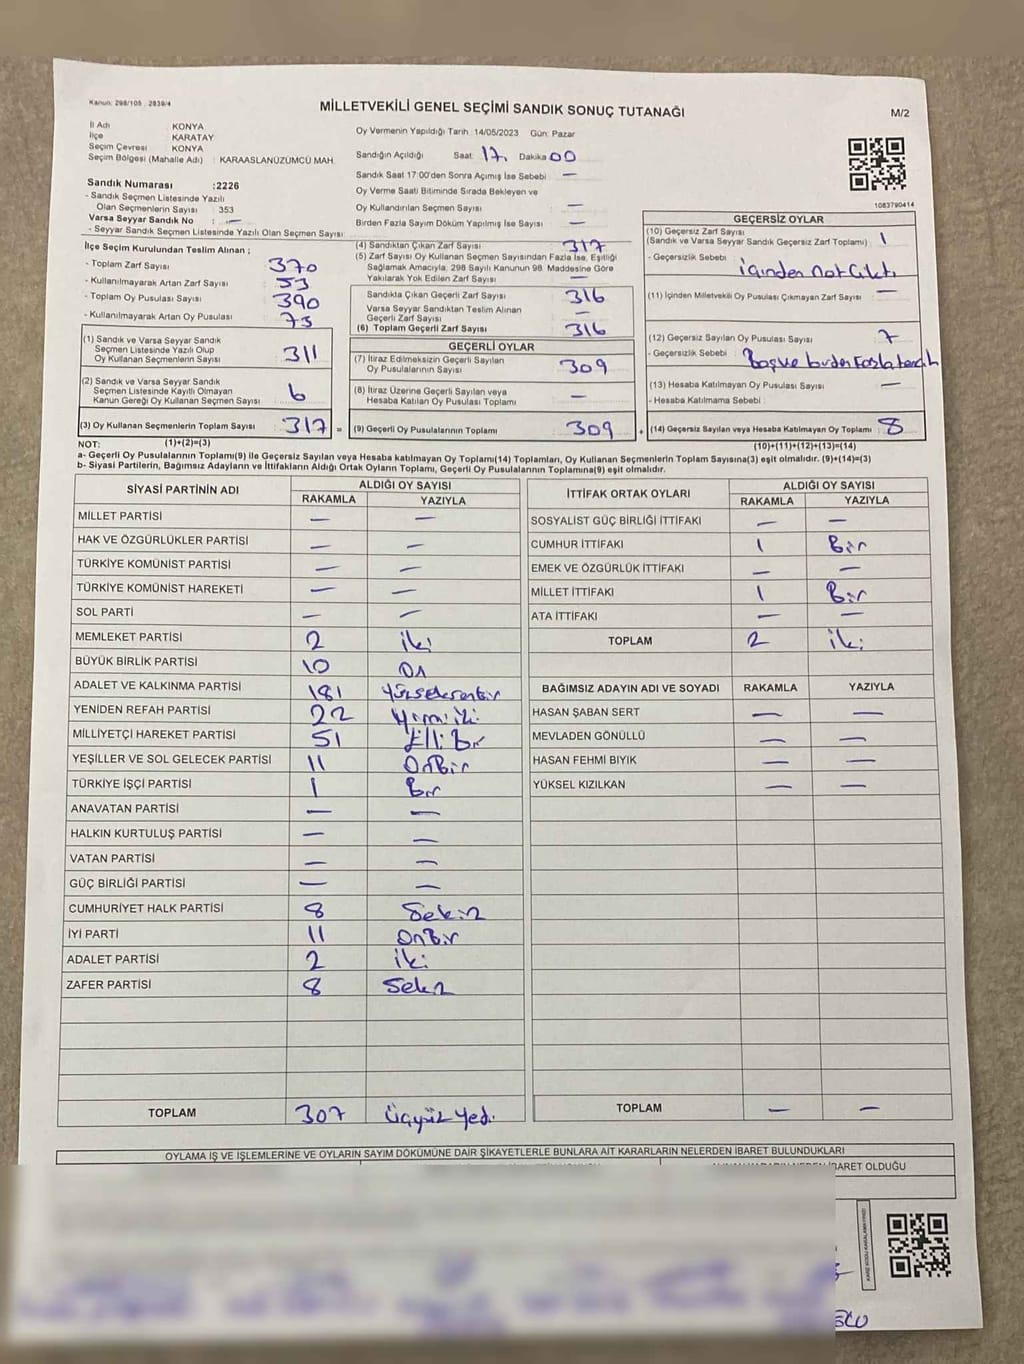 Kanun: 298/105 , 2839/4
MİLLETVEKİLİ GENEL SEÇİMİ SANDIK SONUÇ TUTANAĞI
M/2
İl Adı KONYA
İlçe KARATAY
Seçim Çevresi KONYA
Seçim Bölgesi (Mahalle Adı) : KARAASLANÜZÜMCÜ MAH.
Sandık Numarası :2226
- Sandık Seçmen Listesinde Yazılı
Olan Seçmenlerin Sayısı : 353
Varsa Seyyar Sandık No : —
- Seyyar Sandık Seçmen Listesinde Yazılı Olan Seçmen Sayısı:
Oy Vermenin Yapıldığı Tarih :14/05/2023 Gün: Pazar
Sandığın Açıldığı Saat: 17, Dakika 00
Sandık Saat 17:00'den Sonra Açımış İse Sebebi —
Oy Verme Saati Bitiminde Sırada Bekleyen ve
Oy Kullandırılan Seçmen Sayısı —
Birden Fazla Sayım Döküm Yapılmış İse Sayısı —
1083790414
İlçe Seçim Kurulundan Teslim Alınan ;
- Toplam Zarf Sayısı 370
- Kullanılmayarak Artan Zarf Sayısı 53
- Toplam Oy Pusulası Sayısı 390
- Kullanılmayarak Artan Oy Pusulası 73
(1) Sandık ve Varsa Seyyar Sandık
Seçmen Listesinde Yazılı Olup
Oy Kullanan Seçmenlerin Sayısı 311
(2) Sandık ve Varsa Seyyar Sandık
Seçmen Listesinde Kayıtlı Olmayan
Kanun Gereği Oy Kullanan Seçmen Sayısı 6
(3) Oy Kullanan Seçmenlerin Toplam Sayısı 317 =
(1)+(2)=(3)
(4) Sandıktan Çıkan Zarf Sayısı 317
(5) Zarf Sayısı Oy Kullanan Seçmen Sayısından Fazla İse, Eşitliği
Sağlamak Amacıyla, 298 Sayılı Kanunun 98. Maddesine Göre
Yakılarak Yok Edilen Zarf Sayısı —
Sandıkta Çıkan Geçerli Zarf Sayısı 316
Varsa Seyyar Sandıktan Teslim Alınan
Geçerli Zarf Sayısı —
(6) Toplam Geçerli Zarf Sayısı 316
GEÇERLİ OYLAR
(7) İtiraz Edilmeksizin Geçerli Sayılan
Oy Pusulalarının Sayısı 309
(8) İtiraz Üzerine Geçerli Sayılan veya
Hesaba Katılan Oy Pusulası Toplamı —
(9) Geçerli Oy Pusulalarının Toplamı 309 +
GEÇERSİZ OYLAR
(10) Geçersiz Zarf Sayısı
(Sandık ve Varsa Seyyar Sandık Geçersiz Zarf Toplamı) 1
- Geçersizlik Sebebi : içinden not çıktı
(11) İçinden Milletvekili Oy Pusulası Çıkmayan Zarf Sayısı : —
(12) Geçersiz Sayılan Oy Pusulası Sayısı 7
- Geçersizlik Sebebi : Boş ve birden fazla tercih
(13) Hesaba Katılmayan Oy Pusulası Sayısı —
- Hesaba Katılmama Sebebi :
(14) Geçersiz Sayılan veya Hesaba Katılmayan Oy Toplamı : 8
(10)+(11)+(12)+(13)=(14)
NOT:
a- Geçerli Oy Pusulalarının Toplamı(9) ile Geçersiz Sayılan veya Hesaba katılmayan Oy Toplamı(14) Toplamları, Oy Kullanan Seçmenlerin Toplam Sayısına(3) eşit olmalıdır. (9)+(14)=(3)
b- Siyasi Partilerin, Bağımsız Adayların ve İttifakların Aldığı Ortak Oyların Toplamı, Geçerli Oy Pusulalarının Toplamına(9) eşit olmalıdır.
SİYASİ PARTİNİN ADI ALDIĞI OY SAYISI
RAKAMLA YAZIYLA
MİLLET PARTİSİ — —
HAK VE ÖZGÜRLÜKLER PARTİSİ — —
TÜRKİYE KOMÜNİST PARTİSİ — —
TÜRKİYE KOMÜNİST HAREKETİ — —
SOL PARTİ — —
MEMLEKET PARTİSİ 2 iki
BÜYÜK BİRLİK PARTİSİ 10 On
ADALET VE KALKINMA PARTİSİ 181 Yüzseksenbir
YENİDEN REFAH PARTİSİ 22 Yirmi iki
MİLLİYETÇİ HAREKET PARTİSİ 51 Elli Bir
YEŞİLLER VE SOL GELECEK PARTİSİ 11 OnBir
TÜRKİYE İŞÇİ PARTİSİ 1 Bir
ANAVATAN PARTİSİ — —
HALKIN KURTULUŞ PARTİSİ — —
VATAN PARTİSİ — —
GÜÇ BİRLİĞİ PARTİSİ — —
CUMHURİYET HALK PARTİSİ 8 Sekiz
İYİ PARTİ 11 OnBir
ADALET PARTİSİ 2 iki
ZAFER PARTİSİ 8 Sekiz
TOPLAM 307 üçyüz yedi
İTTİFAK ORTAK OYLARI ALDIĞI OY SAYISI
RAKAMLA YAZIYLA
SOSYALİST GÜÇ BİRLİĞİ İTTİFAKI — —
CUMHUR İTTİFAKI 1 Bir
EMEK VE ÖZGÜRLÜK İTTİFAKI — —
MİLLET İTTİFAKI 1 Bir
ATA İTTİFAKI — —
TOPLAM 2 iki
BAĞIMSIZ ADAYIN ADI VE SOYADI RAKAMLA YAZIYLA
HASAN ŞABAN SERT — —
MEVLADEN GÖNÜLLÜ — —
HASAN FEHMİ BIYIK — —
YÜKSEL KIZILKAN — —
TOPLAM — —
OYLAMA İŞ VE İŞLEMLERİNE VE OYLARIN SAYIM DÖKÜMÜNE DAİR ŞİKAYETLERLE BUNLARA AİT KARARLARIN NELERDEN İBARET BULUNDUKLARI
İBARET OLDUĞU